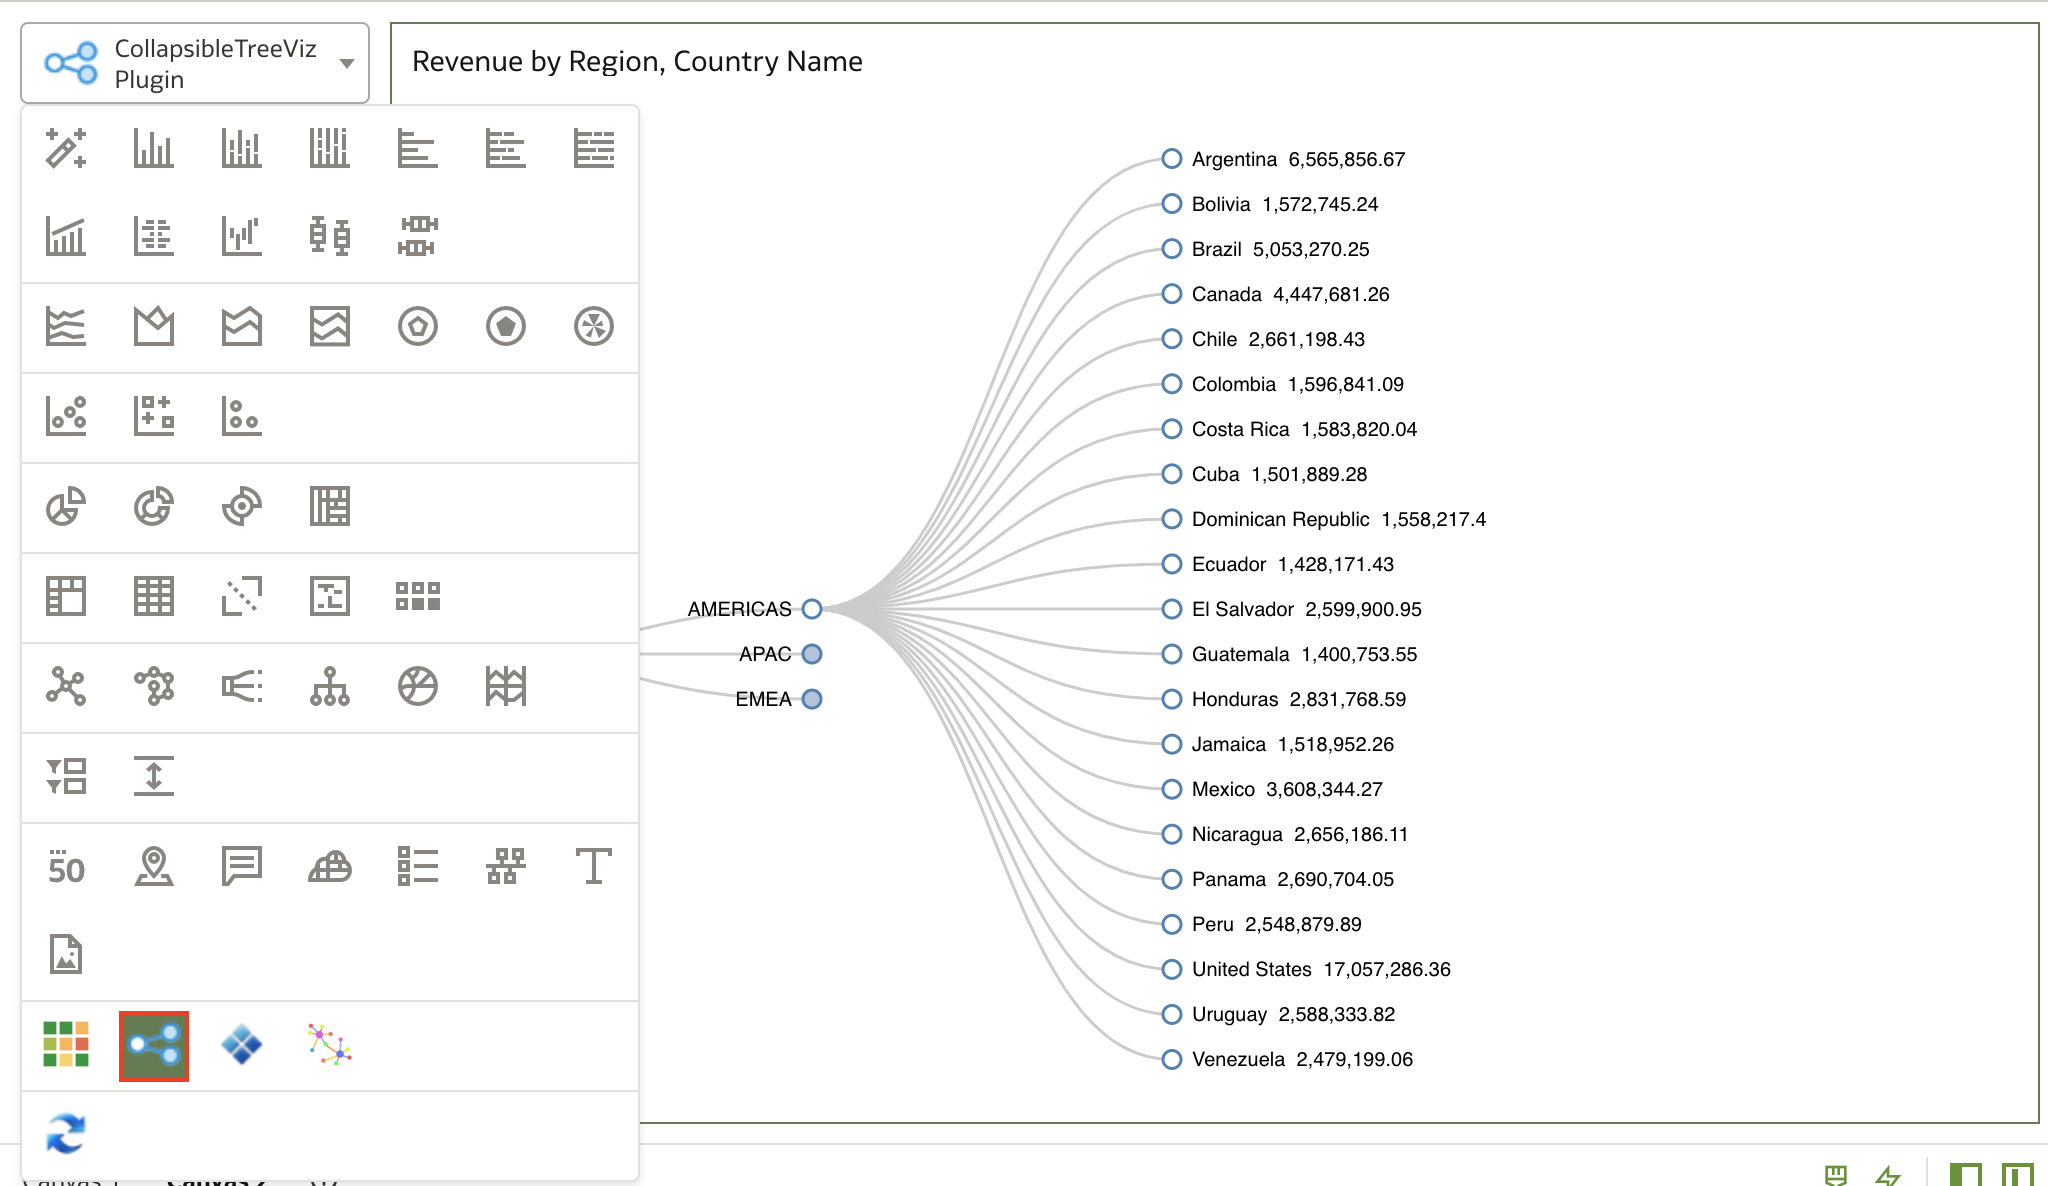 CollapsibleTreeViz
Plugin
Revenue by Region, Country Name
50
AMERICAS
APAC
EMEA
Argentina 6,565,856.67
Bolivia 1,572,745.24
Brazil 5,053,270.25
Canada 4,447,681.26
Chile 2,661,198.43
Colombia 1,596,841.09
Costa Rica 1,583,820.04
Cuba 1,501,889.28
Dominican Republic 1,558,217.4
Ecuador 1,428,171.43
El Salvador 2,599,900.95
Guatemala 1,400,753.55
Honduras 2,831,768.59
Jamaica 1,518,952.26
Mexico 3,608,344.27
Nicaragua 2,656,186.11
Panama 2,690,704.05
Peru 2,548,879.89
United States 17,057,286.36
Uruguay 2,588,333.82
Venezuela 2,479,199.06